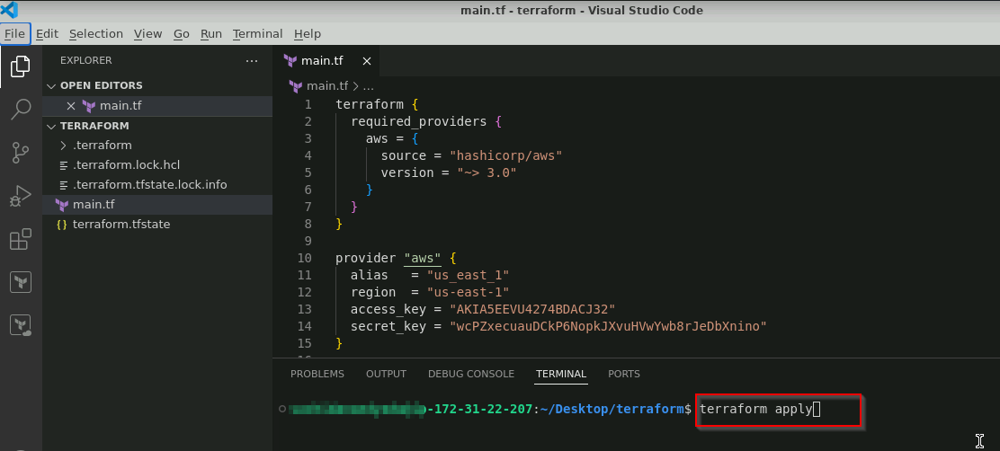 main.tf - terraform - Visual Studio Code
File Edit Selection View Go Run Terminal Help
EXPLORER ...
OPEN EDITORS
main.tf
TERRAFORM
.terraform
.terraform.lock.hcl
.terraform.tfstate.lock.info
main.tf
terraform.tfstate
main.tf
main.tf > ...
1 terraform {
2 required_providers {
3 aws = {
4 source = "hashicorp/aws"
5 version = "~> 3.0"
6 }
7 }
8 }
9
10 provider "aws" {
11 alias = "us_east_1"
12 region = "us-east-1"
13 access_key = "AKIA5EEVU4274BDACJ32"
14 secret_key = "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"
15 }
PROBLEMS OUTPUT DEBUG CONSOLE TERMINAL PORTS
-172-31-22-207:~/Desktop/terraform$ terraform apply